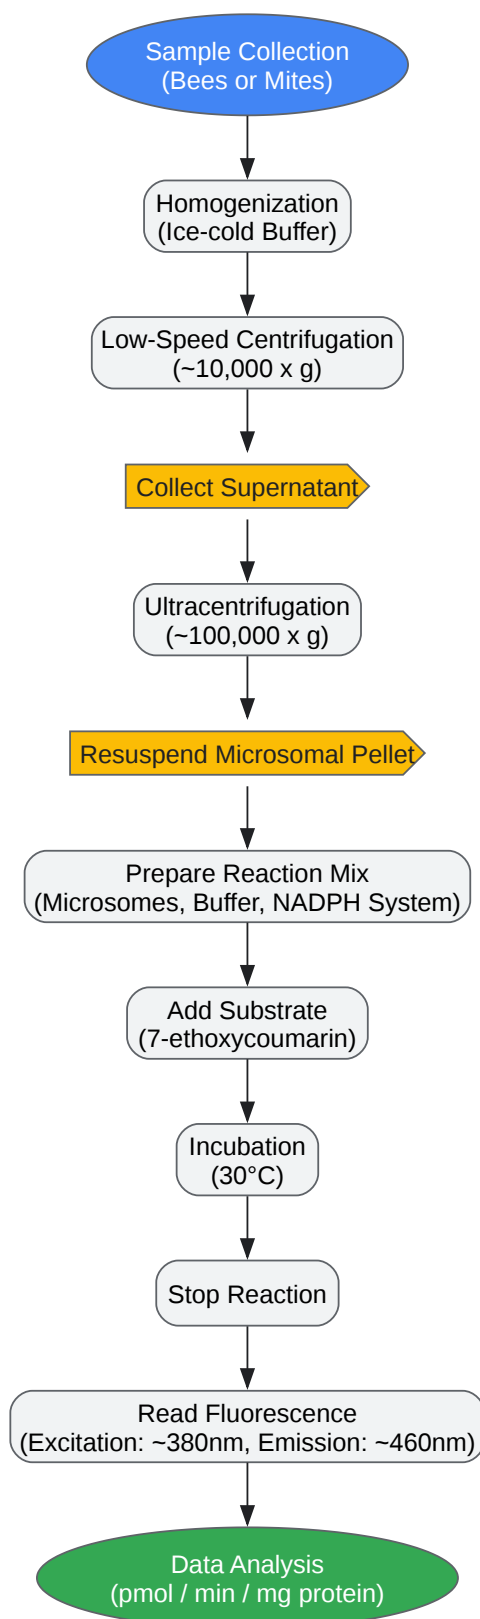 Sample Collection
(Bees or Mites)
Homogenization
(Ice-cold Buffer)
Low-Speed Centrifugation
(~10,000 x g)
Collect Supernatant
Ultracentrifugation
(~100,000 x g)
Resuspend Microsomal Pellet
Prepare Reaction Mix
(Microsomes, Buffer, NADPH System)
Add Substrate
(7-ethoxycoumarin)
Incubation
(30°C)
Stop Reaction
Read Fluorescence
(Excitation: ~380nm, Emission: ~460nm)
Data Analysis
(pmol / min / mg protein)